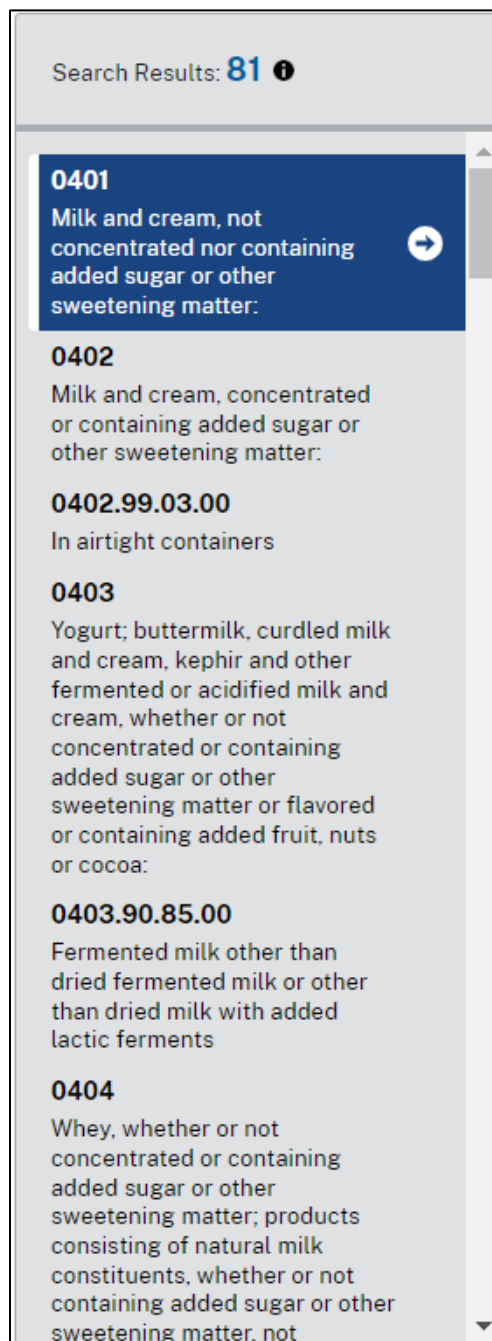 Search Results: 81
0401
Milk and cream, not
concentrated nor containing
added sugar or other
sweetening matter:
0402
Milk and cream, concentrated
or containing added sugar or
other sweetening matter:
0402.99.03.00
In airtight containers
0403
Yogurt; buttermilk, curdled milk
and cream, kephir and other
fermented or acidified milk and
cream, whether or not
concentrated or containing
added sugar or other
sweetening matter or flavored
or containing added fruit, nuts
or cocoa:
0403.90.85.00
Fermented milk other than
dried fermented milk or other
than dried milk with added
lactic ferments
0404
Whey, whether or not
concentrated or containing
added sugar or other
sweetening matter; products
consisting of natural milk
constituents, whether or not
containing added sugar or other
sweetening matter, not